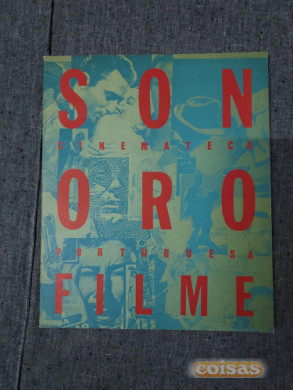 SON
CINEMATECA
ORO
PORTUGUESA
FILME
coisas